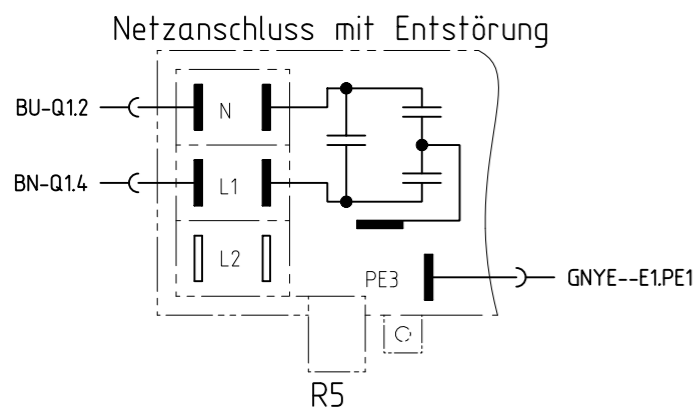 Netzanschluss mit Entstörung
BU-Q1.2
N
BN-Q1.4
L1
L2
PE3
GNYE--E1.PE1
R5